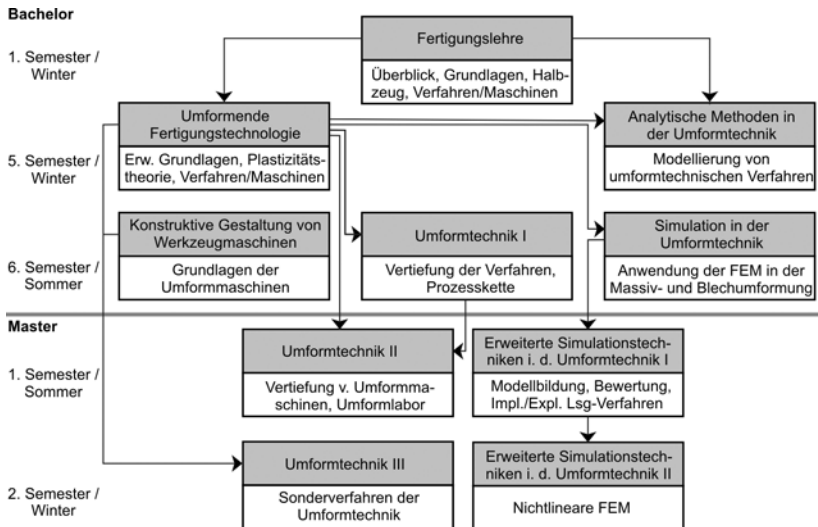 Bachelor
1. Semester /
Winter
Fertigungslehre
Überblick, Grundlagen, Halb-
zeug, Verfahren/Maschinen
5. Semester /
Winter
Umformende
Fertigungstechnologie
Erw. Grundlagen, Plastizitäts-
theorie, Verfahren/Maschinen
Analytische Methoden in
der Umformtechnik
Modellierung von
umformtechnischen Verfahren
6. Semester /
Sommer
Konstruktive Gestaltung von
Werkzeugmaschinen
Grundlagen der
Umformmaschinen
Umformtechnik I
Vertiefung der Verfahren,
Prozesskette
Simulation in der
Umformtechnik
Anwendung der FEM in der
Massiv- und Blechumformung
Master
1. Semester /
Sommer
Umformtechnik II
Vertiefung v. Umformma-
schinen, Umformlabor
Erweiterte Simulationstech-
niken i. d. Umformtechnik I
Modellbildung, Bewertung,
Impl./Expl. Lsg-Verfahren
2. Semester /
Winter
Umformtechnik III
Sonderverfahren der
Umformtechnik
Erweiterte Simulationstech-
niken i. d. Umformtechnik II
Nichtlineare FEM